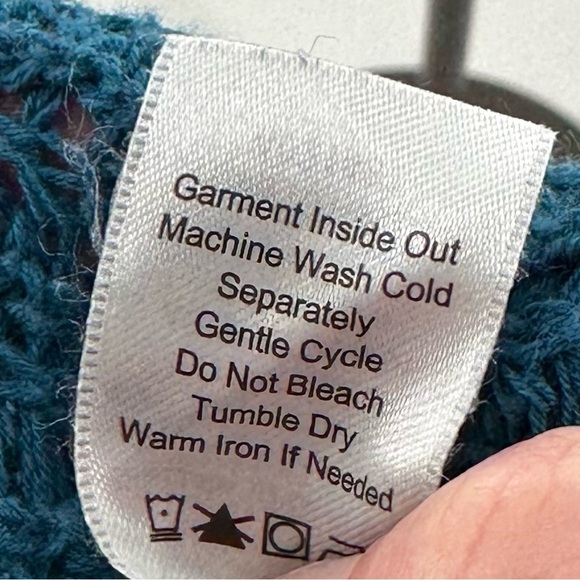 Garment Inside Out
Machine Wash Cold
Separately
Gentle Cycle
Do Not Bleach
Tumble Dry
Warm Iron If Needed